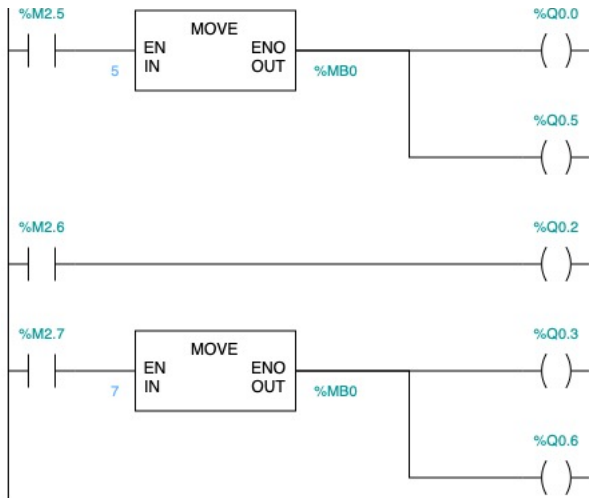 %M2.5 %Q0.0
MOVE
EN ENO
5 IN OUT %MB0
%Q0.5
%M2.6 %Q0.2
%M2.7 %Q0.3
MOVE
EN ENO
7 IN OUT %MB0
%Q0.6